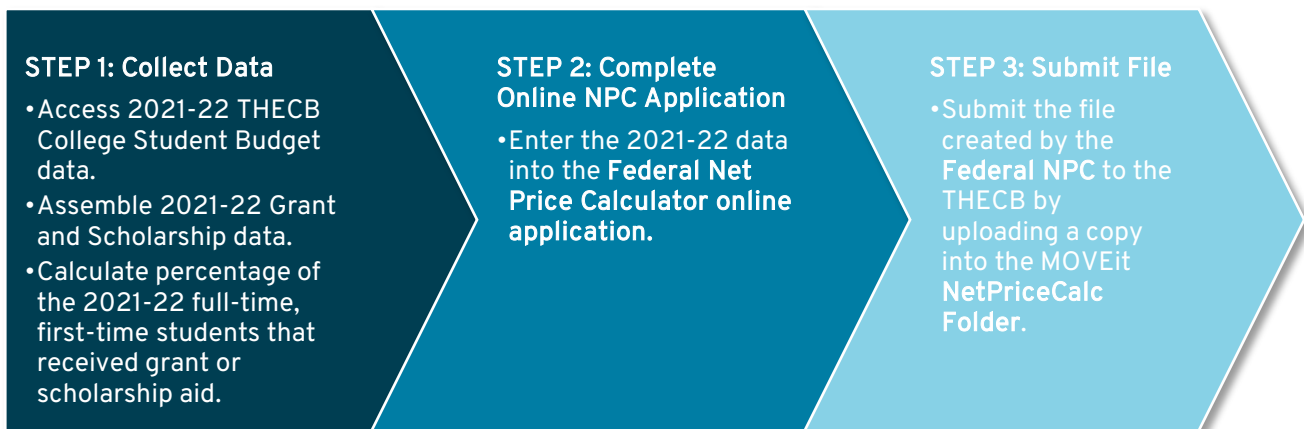 STEP 1: Collect Data
•Access 2021-22 THECB
College Student Budget
data.
•Assemble 2021-22 Grant
and Scholarship data.
•Calculate percentage of
the 2021-22 full-time,
first-time students that
received grant or
scholarship aid.
STEP 2: Complete
Online NPC Application
•Enter the 2021-22 data
into the Federal Net
Price Calculator online
application.
STEP 3: Submit File
•Submit the file
created by the
Federal NPC to the
THECB by
uploading a copy
into the MOVEit
NetPriceCalc
Folder.